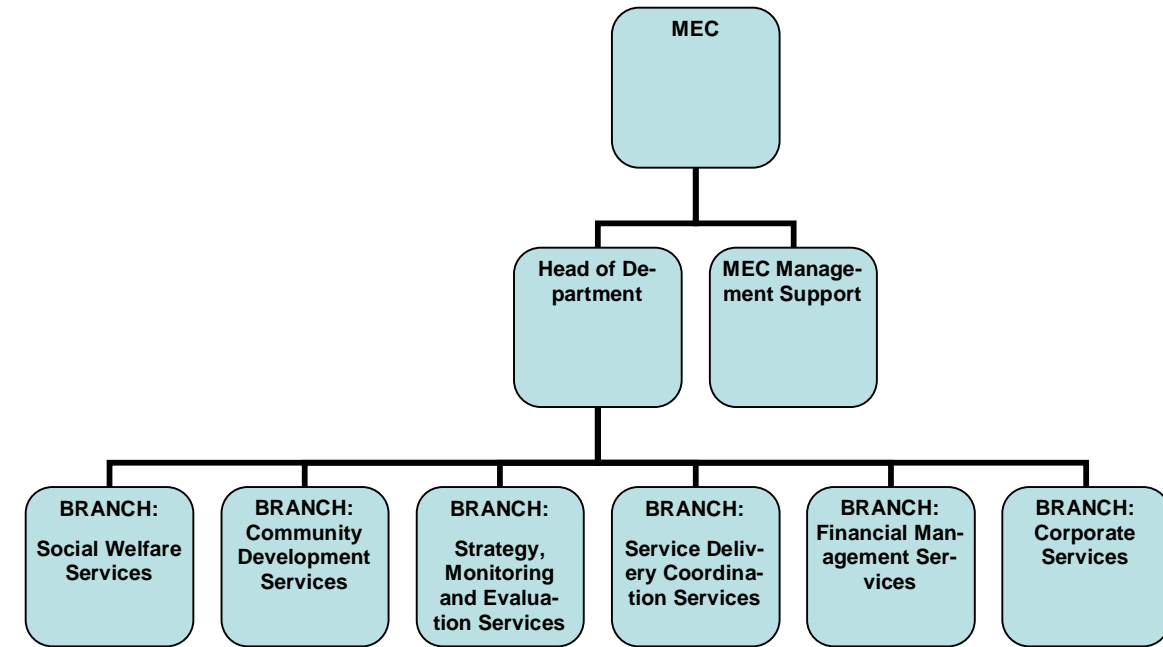 MEC
Head of De-
partment
MEC Manage-
ment Support
BRANCH:
Social Welfare
Services
BRANCH:
Community
Development
Services
BRANCH:
Strategy,
Monitoring
and Evalua-
tion Services
BRANCH:
Service Deliv-
ery Coordina-
tion Services
BRANCH:
Financial Man-
agement Ser-
vices
BRANCH:
Corporate
Services